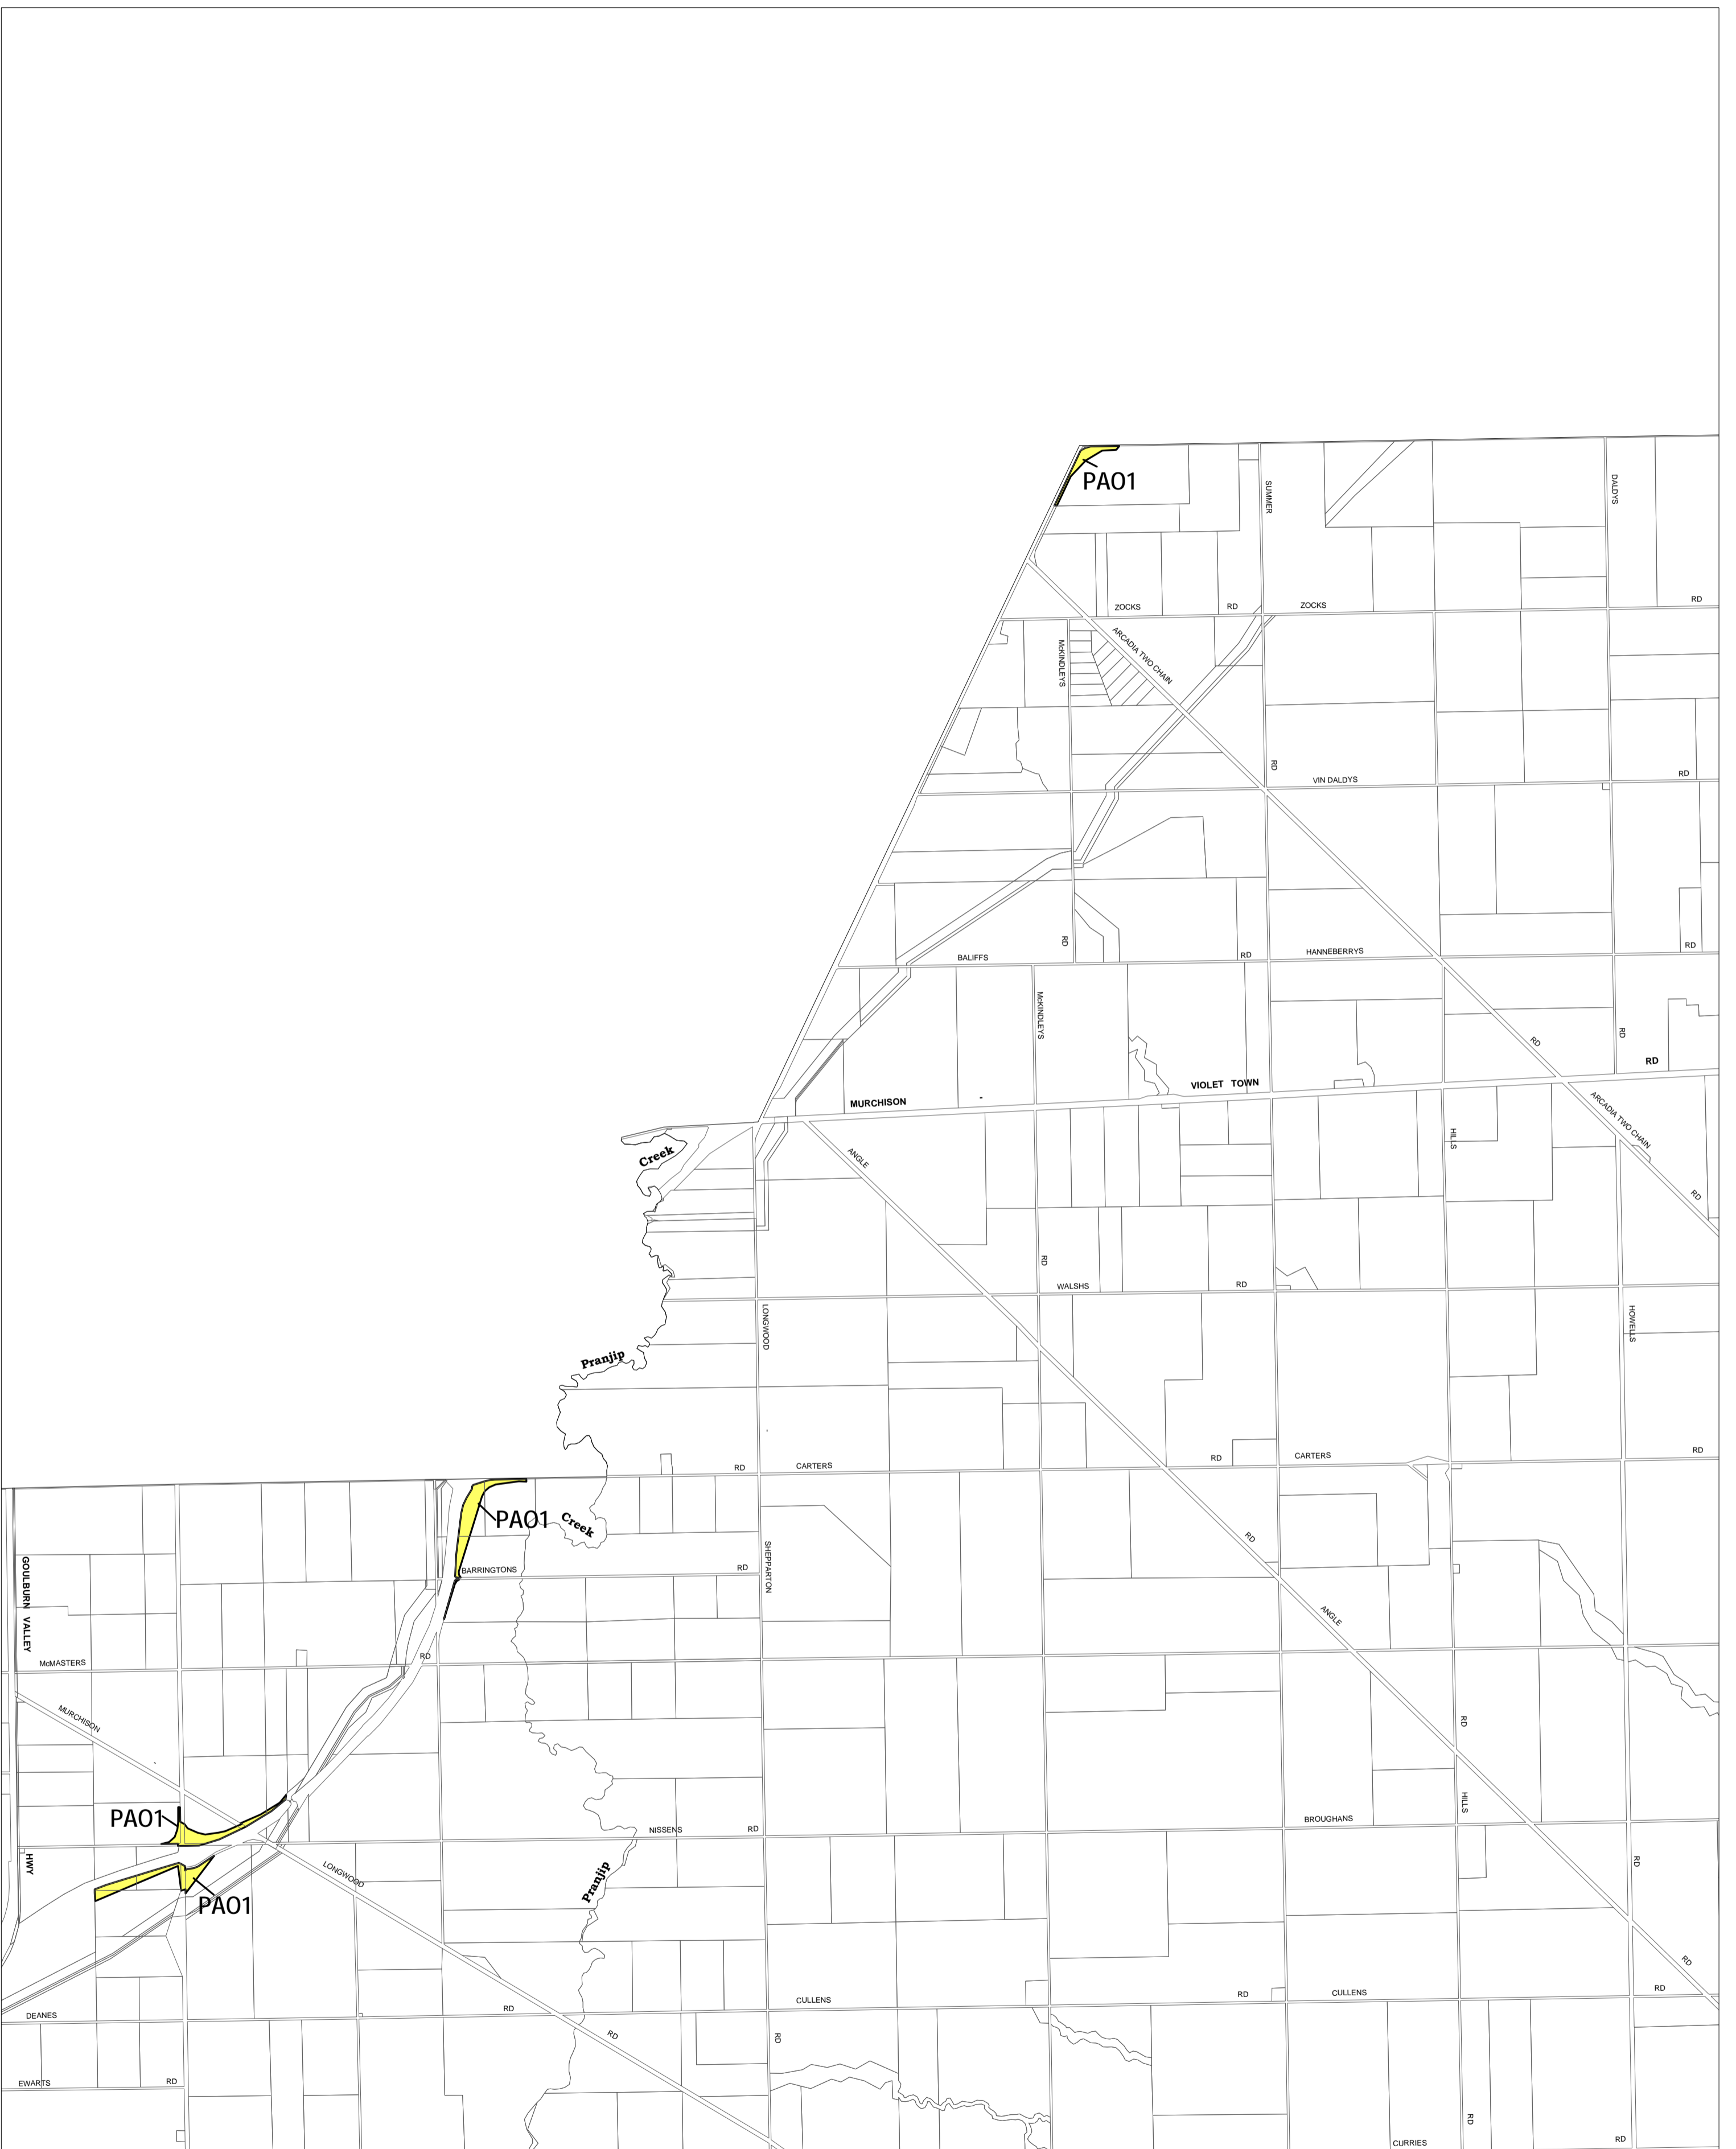 PAO1
SUMMER
DALDYS
ZOCKS
RD
ZOCKS
RD
McKINDLEYS
ARCADIA TWO CHAIN
RD
VIN DALDYS
RD
RD
BALIFFS
RD
HANNEBERRYS
RD
McKINDLEYS
RD
RD
RD
VIOLET TOWN
MURCHISON
-
ARCADIA TWO CHAIN
HILLS
ANGLE
Creek
RD
RD
WALSHS
RD
LONGWOOD
HOWELLS
Pranjip
RD
CARTERS
RD
CARTERS
RD
PAO1
Creek
RD
SHEPPARTON
BARRINGTONS
RD
GOULBURN VALLEY
ANGLE
McMASTERS
RD
MURCHISON
RD
PAO1
HILLS
NISSENS
RD
BROUGHANS
HWY
RD
LONGWOOD
Pranjip
PAO1
RD
CULLENS
RD
CULLENS
RD
DEANES
RD
RD
RD
EWARTS
RD
RD
CURRIES
RD